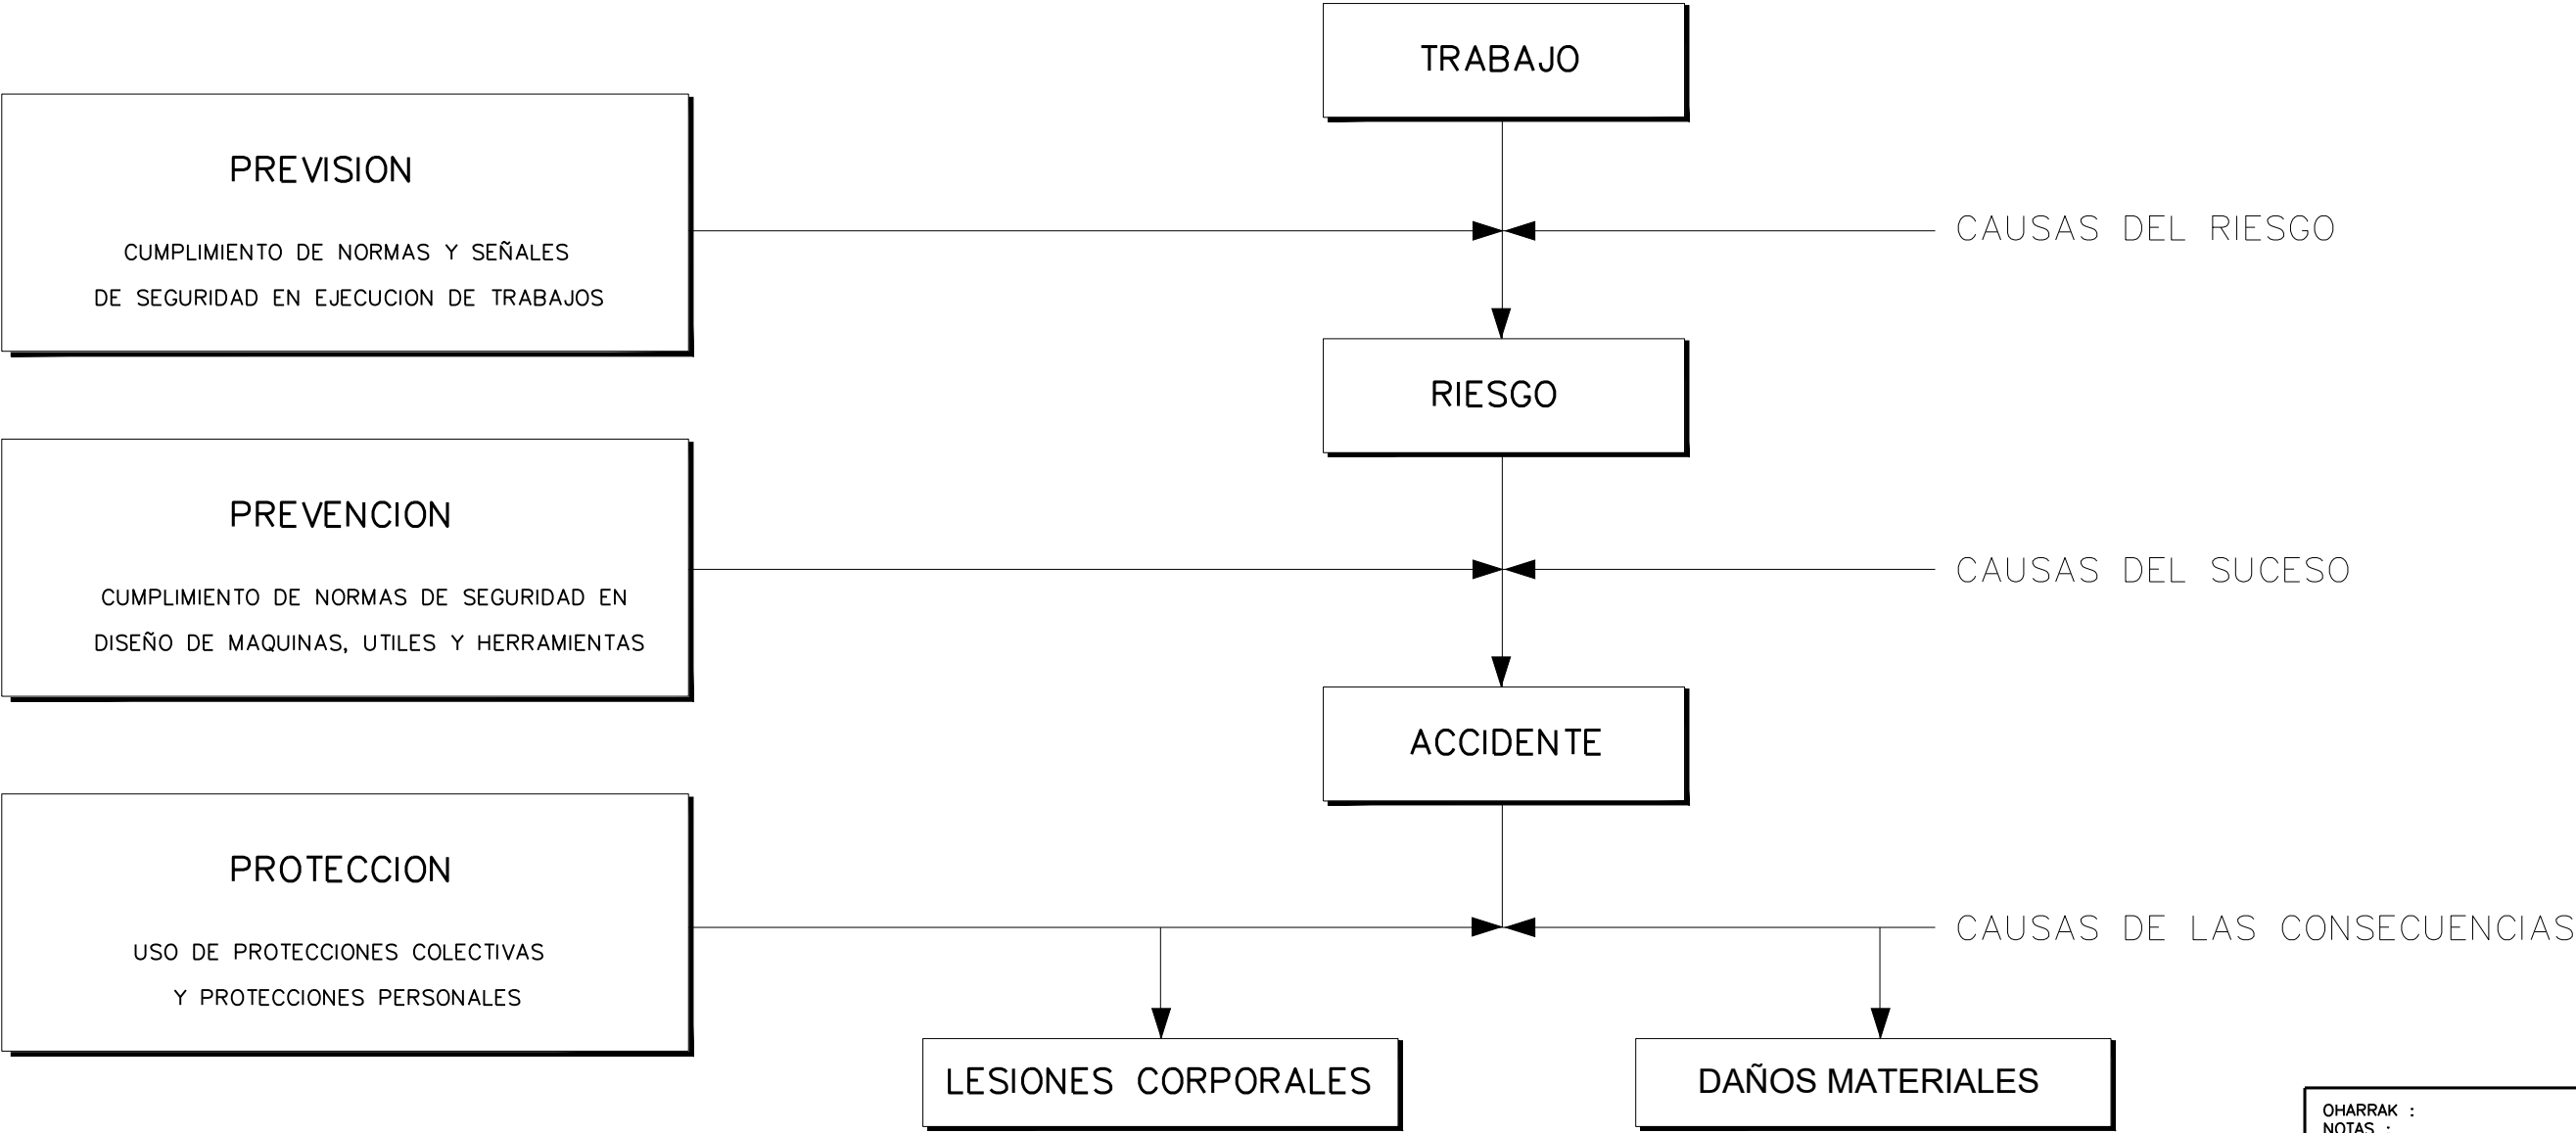 TRABAJO
PREVISION
CUMPLIMIENTO DE NORMAS Y SEÑALES
DE SEGURIDAD EN EJECUCION DE TRABAJOS
CAUSAS DEL RIESGO
RIESGO
PREVENCION
CUMPLIMIENTO DE NORMAS DE SEGURIDAD EN
DISEÑO DE MAQUINAS, UTILES Y HERRAMIENTAS
CAUSAS DEL SUCESO
ACCIDENTE
PROTECCION
USO DE PROTECCIONES COLECTIVAS
Y PROTECCIONES PERSONALES
CAUSAS DE LAS CONSECUENCIAS
LESIONES CORPORALES
DAÑOS MATERIALES
OHARRAK :
NOTAS :